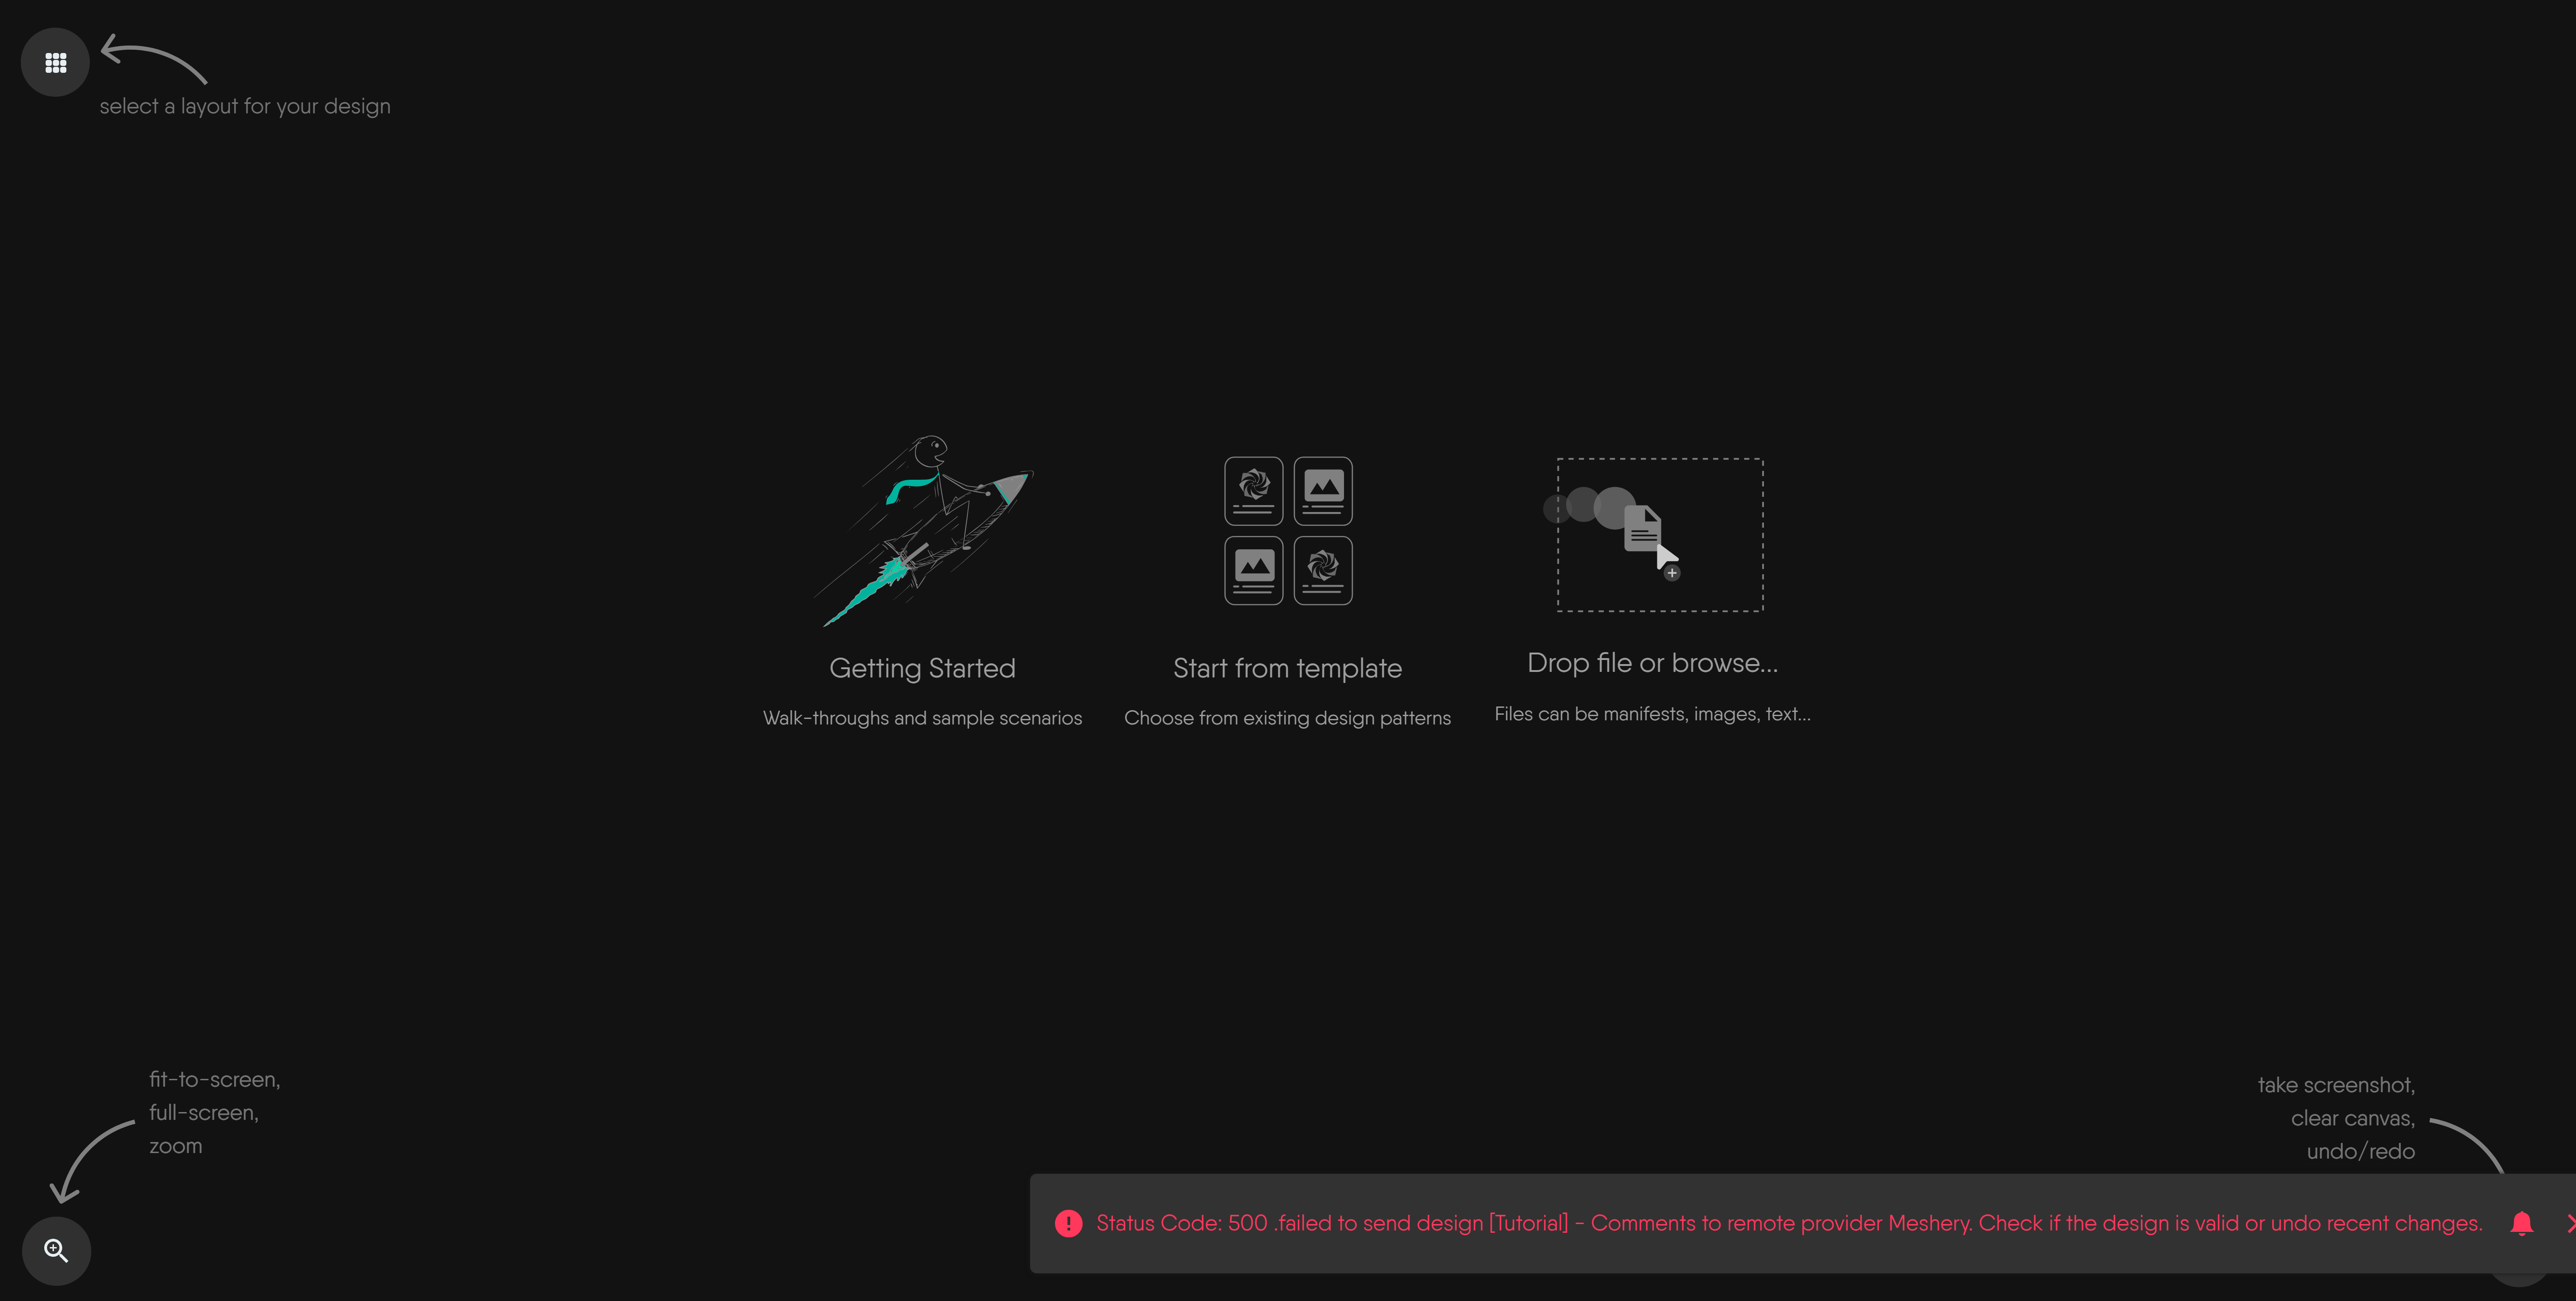 select a layout for your design
Getting Started
Walk-throughs and sample scenarios
Start from template
Choose from existing design patterns
Drop file or browse...
Files can be manifests, images, text...
fit-to-screen,
full-screen,
zoom
take screenshot,
clear canvas,
undo/redo
Status Code: 500 .failed to send design [Tutorial] - Comments to remote provider Meshery. Check if the design is valid or undo recent changes.